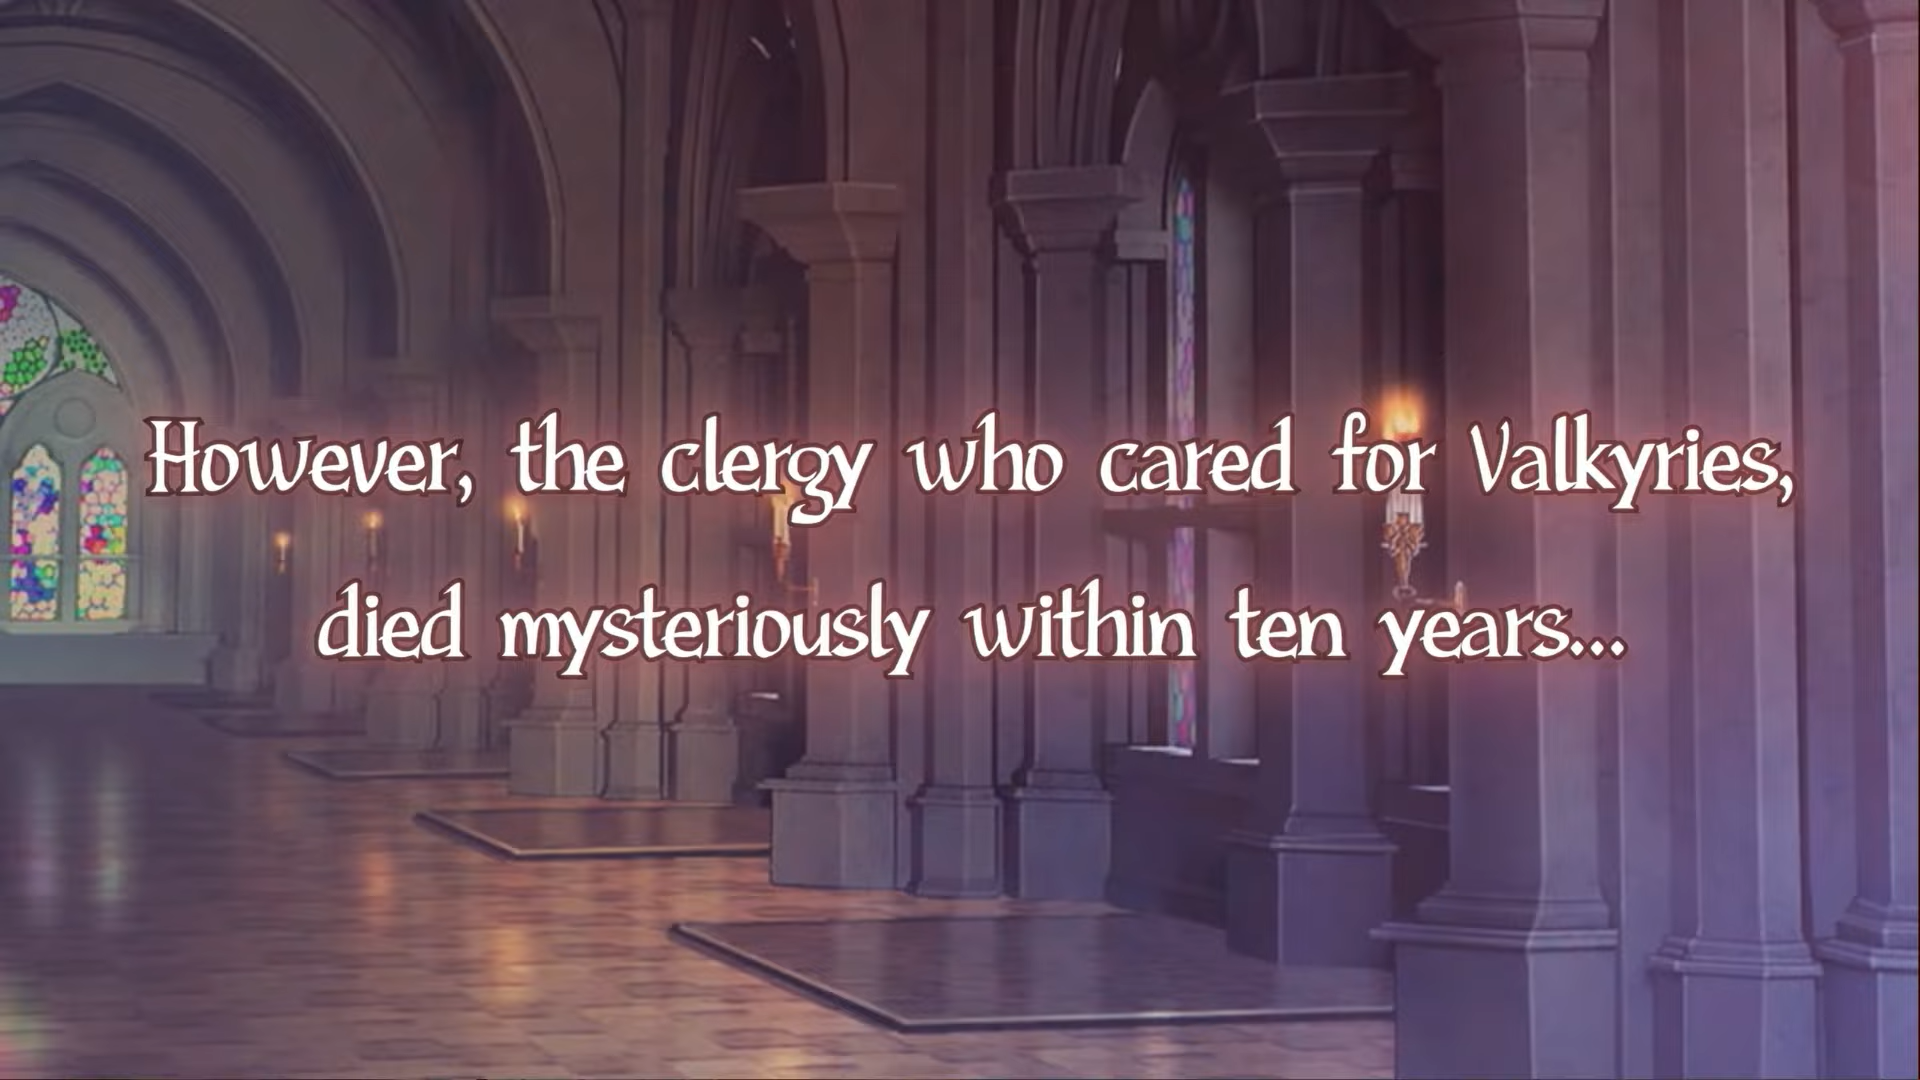 However, the clergy who cared for Valkyries,
died mysteriously within ten years...